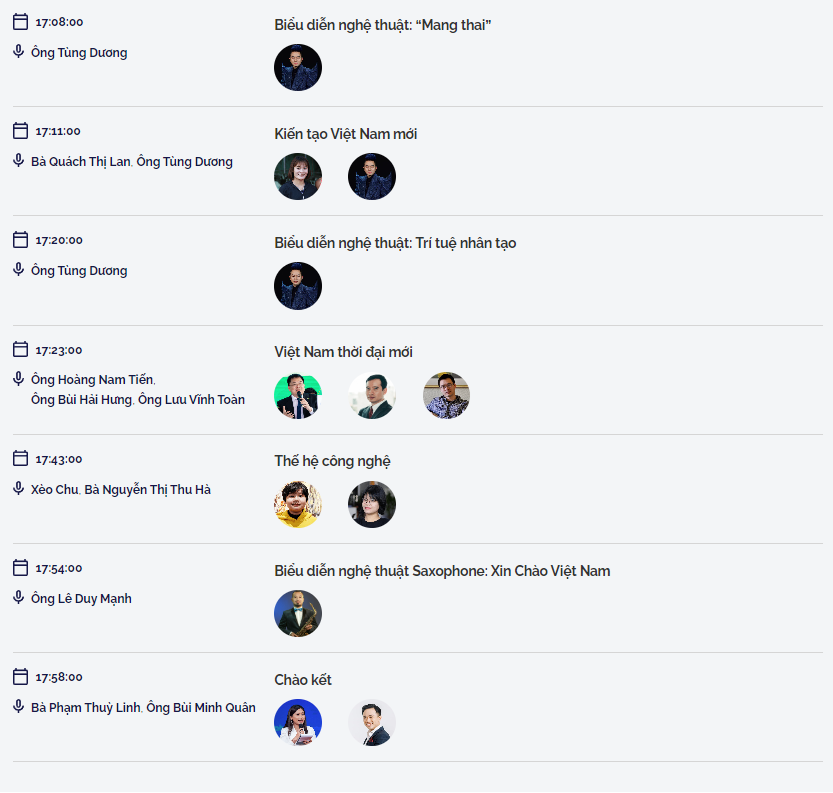 17:08:00
Biểu diễn nghệ thuật: “Mang thai”
Ông Tùng Dương
17:11:00
Kiến tạo Việt Nam mới
Bà Quách Thị Lan, Ông Tùng Dương
17:20:00
Biểu diễn nghệ thuật: Trí tuệ nhân tạo
Ông Tùng Dương
17:23:00
Việt Nam thời đại mới
Ông Hoàng Nam Tiến,
Ông Bùi Hải Hưng, Ông Lưu Vĩnh Toàn
17:43:00
Thế hệ công nghệ
Xèo Chu, Bà Nguyễn Thị Thu Hà
17:54:00
Biểu diễn nghệ thuật Saxophone: Xin Chào Việt Nam
Ông Lê Duy Mạnh
17:58:00
Chào kết
Bà Phạm Thuỳ Linh, Ông Bùi Minh Quân